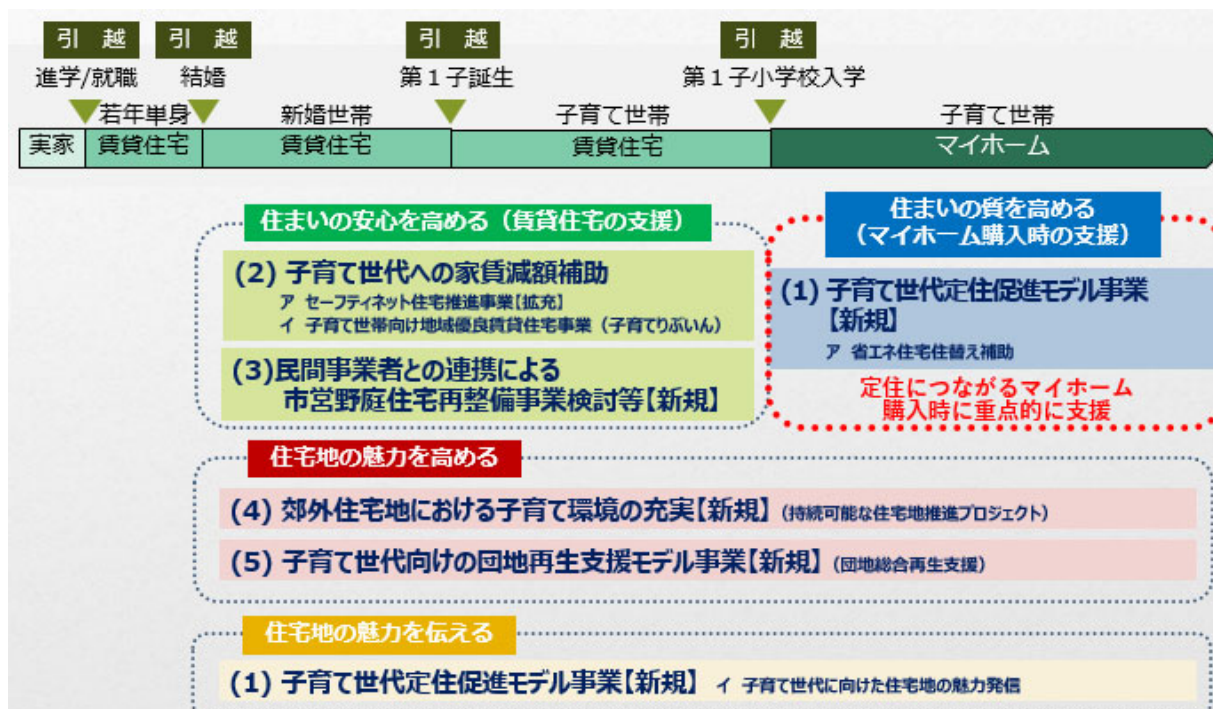 引 越 引 越 引 越 引 越
進学/就職 結婚 第1子誕生 第1子小学校入学
若年単身 新婚世帯 子育て世帯 子育て世帯
実家 賃貸住宅 賃貸住宅 賃貸住宅 マイホーム
住まいの安心を高める（賃貸住宅の支援）
(2) 子育て世代への家賃減額補助
ア セーフティネット住宅推進事業【拡充】
イ 子育て世帯向け地域優良賃貸住宅事業（子育てりぶいん）
(3)民間事業者との連携による
市営野庭住宅再整備事業検討等【新規】
住まいの質を高める
（マイホーム購入時の支援）
(1) 子育て世代定住促進モデル事業
【新規】
ア 省エネ住宅住替え補助
定住につながるマイホーム
購入時に重点的に支援
住宅地の魅力を高める
(4) 郊外住宅地における子育て環境の充実【新規】（持続可能な住宅地推進プロジェクト）
(5) 子育て世代向けの団地再生支援モデル事業【新規】（団地総合再生支援）
住宅地の魅力を伝える
(1) 子育て世代定住促進モデル事業【新規】 イ 子育て世代に向けた住宅地の魅力発信